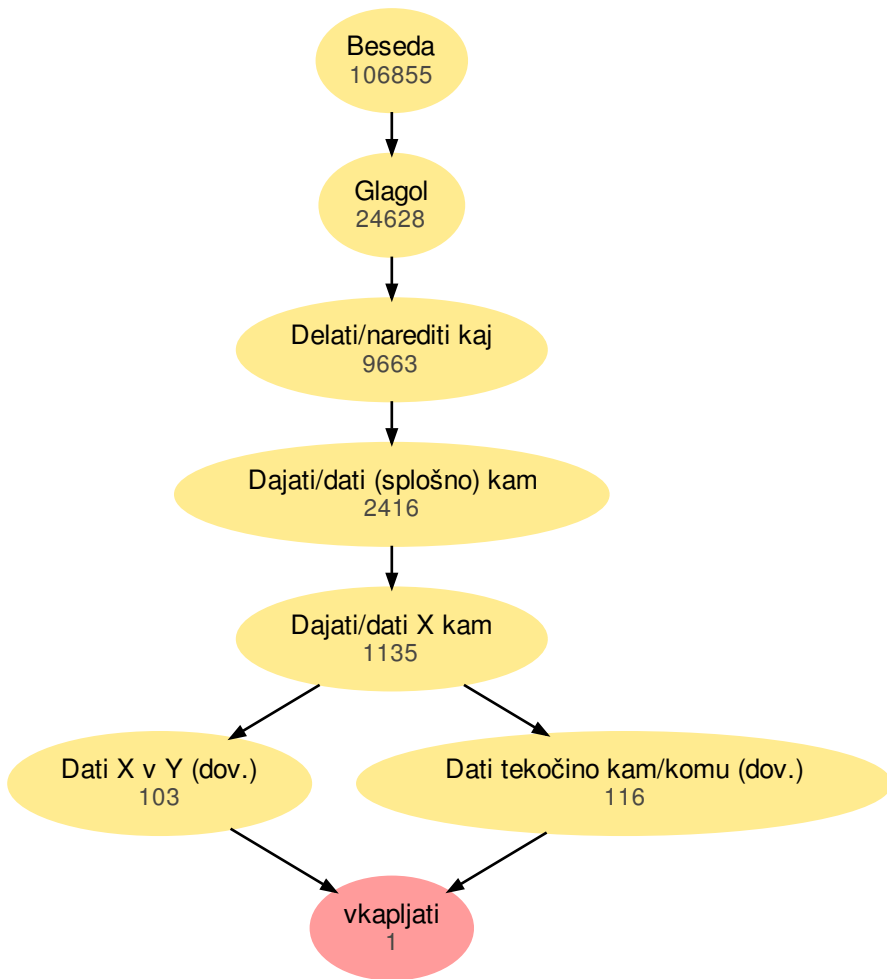 Beseda
106855
Glagol
24628
Delati/narediti kaj
9663
Dajati/dati (splošno) kam
2416
Dajati/dati X kam
1135
Dati X v Y (dov.)
103
Dati tekočino kam/komu (dov.)
116
vkapljati
1